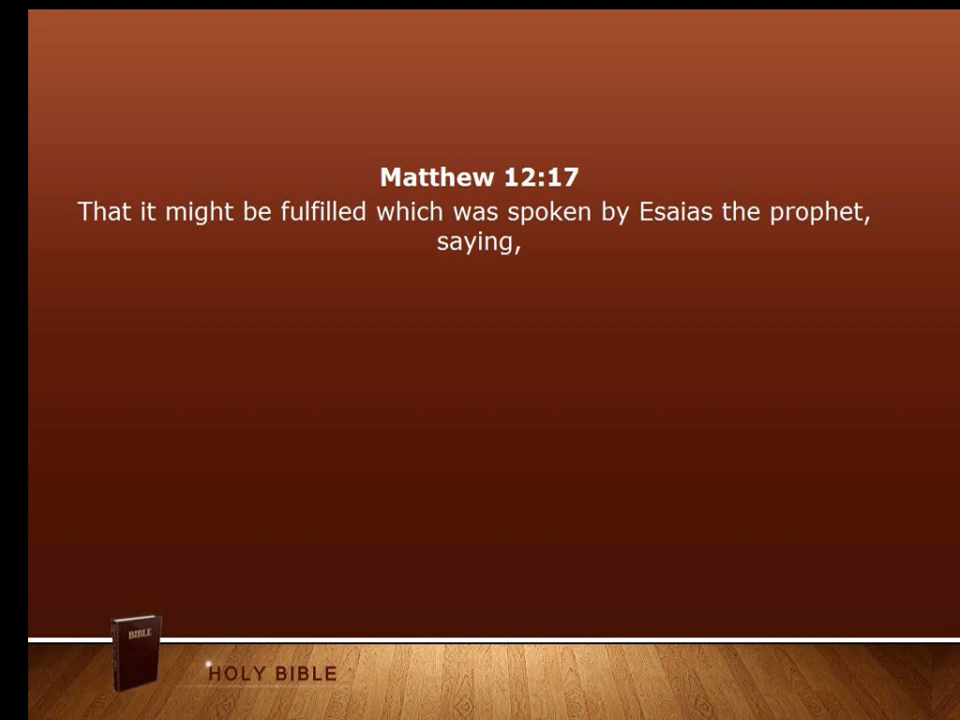 Matthew 12:17
That it might be fulfilled which was spoken by Esaias the prophet,
saying,
BIBLE
HOLY BIBLE